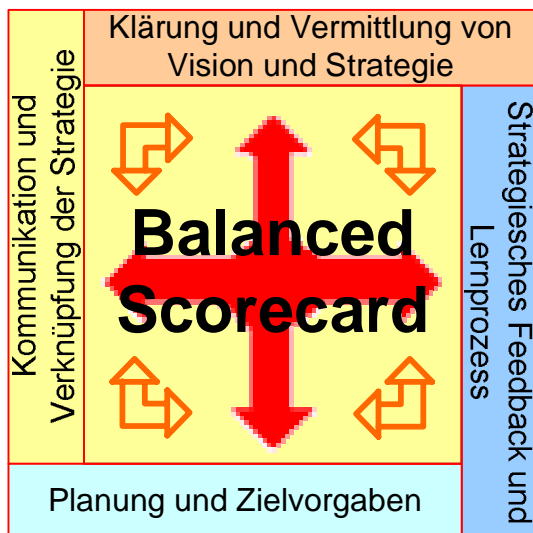 Klärung und Vermittlung von
Vision und Strategie
Kommunikation und
Verknüpfung der Strategie
Balanced
Scorecard
Strategiesches Feedback und
Lernprozess
Planung und Zielvorgaben